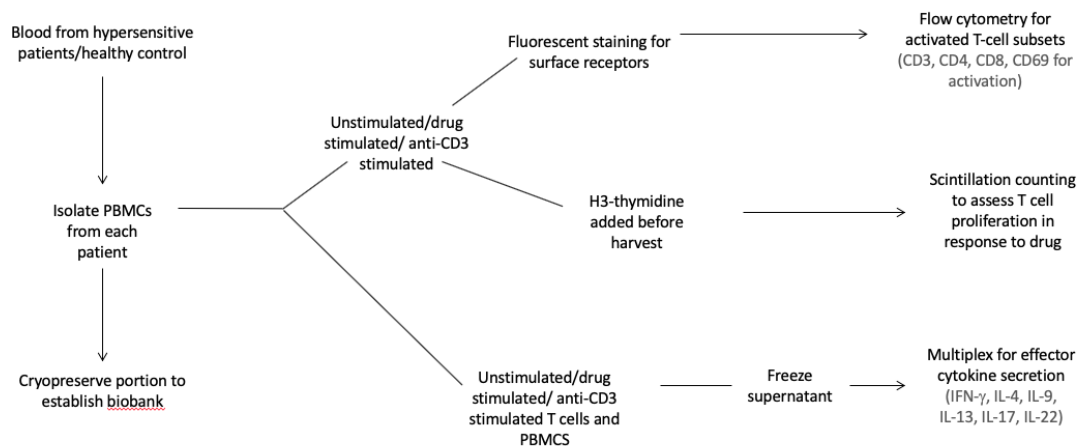 Blood from hypersensitive
patients/healthy control
Isolate PBMCs
from each
patient
Cryopreserve portion to
establish biobank
Unstimulated/drug
stimulated/ anti-CD3
stimulated
Fluorescent staining for
surface receptors
Flow cytometry for
activated T-cell subsets
(CD3, CD4, CD8, CD69 for
activation)
H3-thymidine
added before
harvest
Scintillation counting
to assess T cell
proliferation in
response to drug
Unstimulated/drug
stimulated/ anti-CD3
stimulated T cells and
PBMCS
Freeze
supernatant
Multiplex for effector
cytokine secretion
(IFN-γ, IL-4, IL-9,
IL-13, IL-17, IL-22)